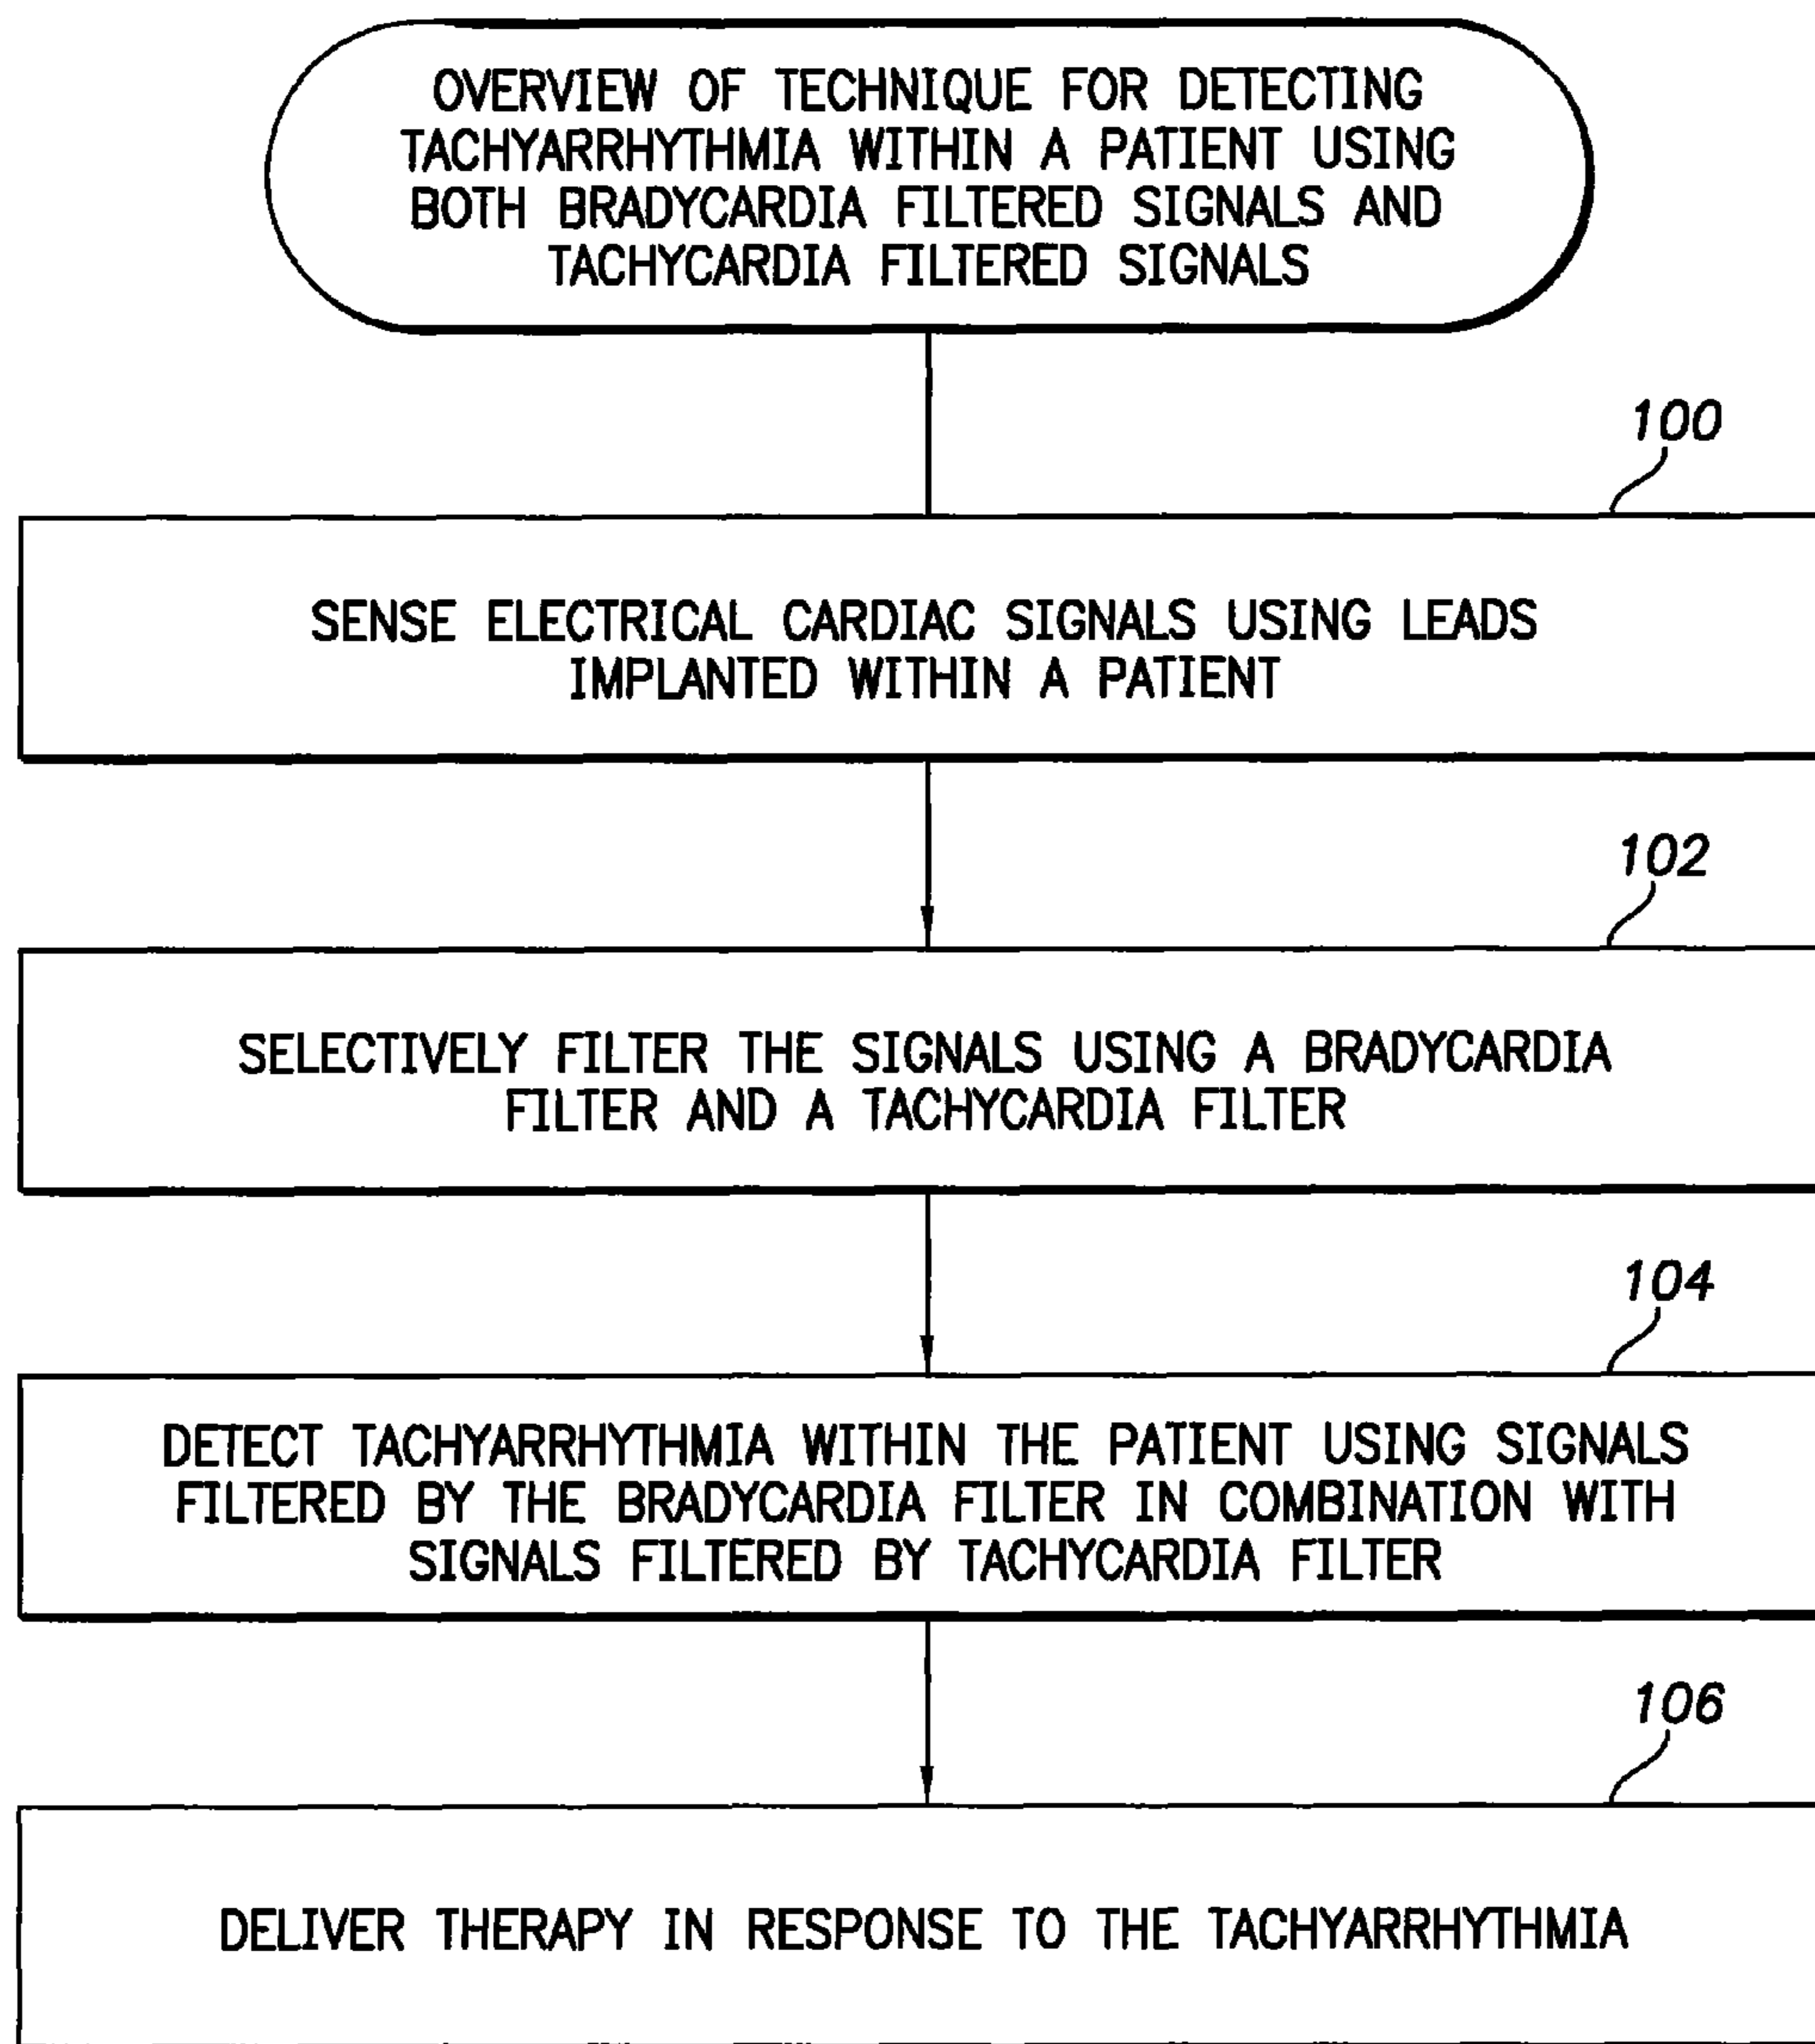 OVERVIEW OF TECHNIQUE FOR DETECTING
TACHYARRHYTHMIA WITHIN A PATIENT USING
BOTH BRADYCARDIA FILTERED SIGNALS AND
TACHYCARDIA FILTERED SIGNALS
100
SENSE ELECTRICAL CARDIAC SIGNALS USING LEADS
IMPLANTED WITHIN A PATIENT
102
SELECTIVELY FILTER THE SIGNALS USING A BRADYCARDIA
FILTER AND A TACHYCARDIA FILTER
104
DETECT TACHYARRHYTHMIA WITHIN THE PATIENT USING SIGNALS
FILTERED BY THE BRADYCARDIA FILTER IN COMBINATION WITH
SIGNALS FILTERED BY TACHYCARDIA FILTER
106
DELIVER THERAPY IN RESPONSE TO THE TACHYARRHYTHMIA